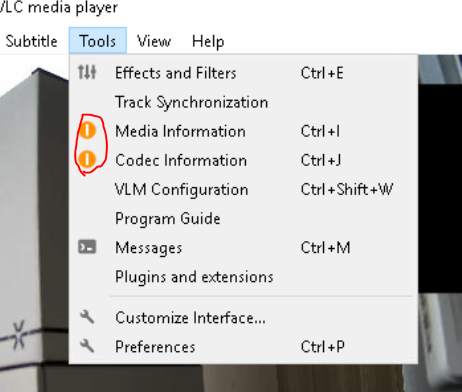 VLC media player
Subtitle Tools View Help
Effects and Filters Ctrl+E
Track Synchronization
Media Information Ctrl+I
Codec Information Ctrl+J
VLM Configuration Ctrl+Shift+W
Program Guide
Messages Ctrl+M
Plugins and extensions
Customize Interface...
Preferences Ctrl+P